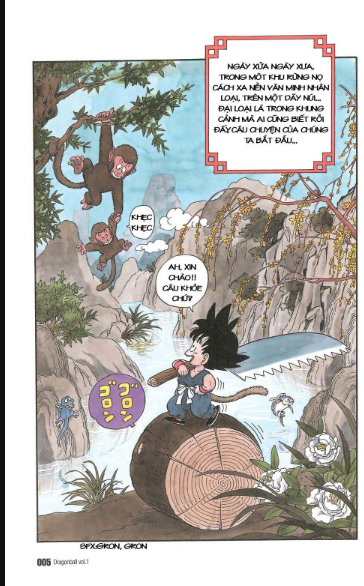 NGÀY XỬA NGÀY XƯA,
TRONG MỘT KHU RỪNG NỌ
CÁCH XA NỀN VĂN MINH NHÂN
LOẠI, TRÊN MỘT DÃY NÚI...
ĐẠI LOẠI LÀ TRONG KHUNG
CẢNH MÀ AI CŨNG BIẾT RỒI
ĐẤY CÂU CHUYỆN CỦA CHÚNG
TA BẮT ĐẦU...
KHẸC
KHẸC
AH, XIN
CHÀO!!
CẬU KHỎE
CHỨ?
ゴロン
ゴロン
SFX:GRON, GRON
005 Dragonball vol.1